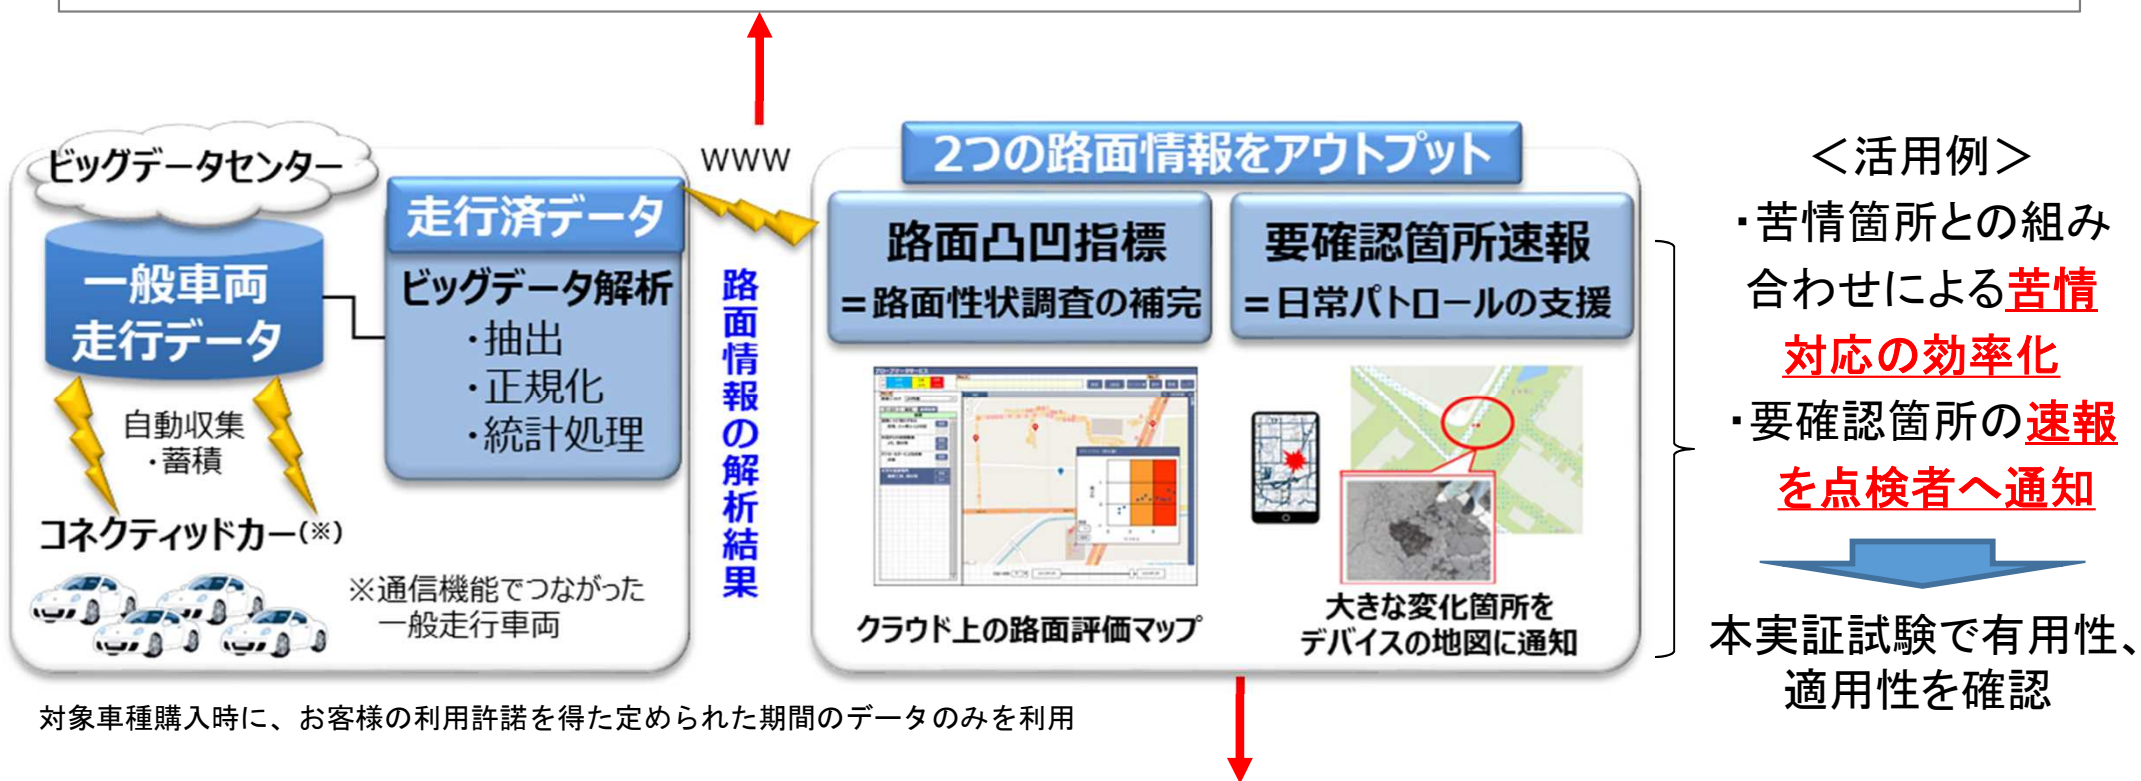 ビッグデータセンター
一般車両
走行データ
自動収集
・蓄積
コネクティッドカー(※)
※通信機能でつながった
一般走行車両
走行済データ
ビッグデータ解析
・抽出
・正規化
・統計処理
WWW
路面情報の解析結果
2つの路面情報をアウトプット
路面凸凹指標
=路面性状調査の補完
クラウド上の路面評価マップ
要確認箇所速報
=日常パトロールの支援
大きな変化箇所を
デバイスの地図に通知
<活用例>
・苦情箇所との組み
合わせによる苦情
対応の効率化
・要確認箇所の速報
を点検者へ通知
本実証試験で有用性、
適用性を確認
対象車種購入時に、お客様の利用許諾を得た定められた期間のデータのみを利用